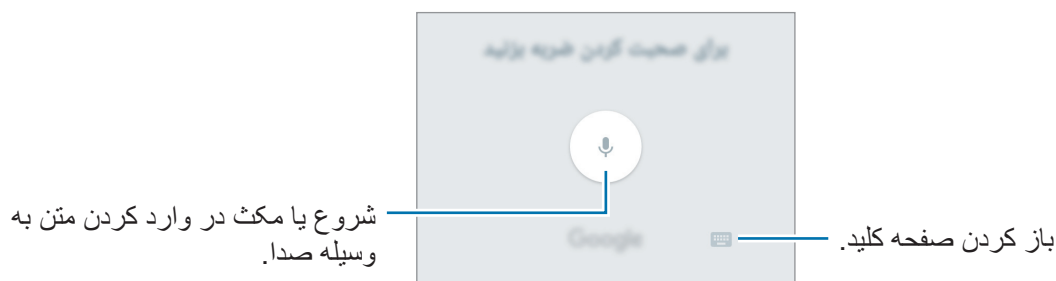 برای صحبت کردن ضربه بزنید
شروع یا مکث در وارد کردن متن به
وسیله صدا.
Google
باز کردن صفحه کلید.